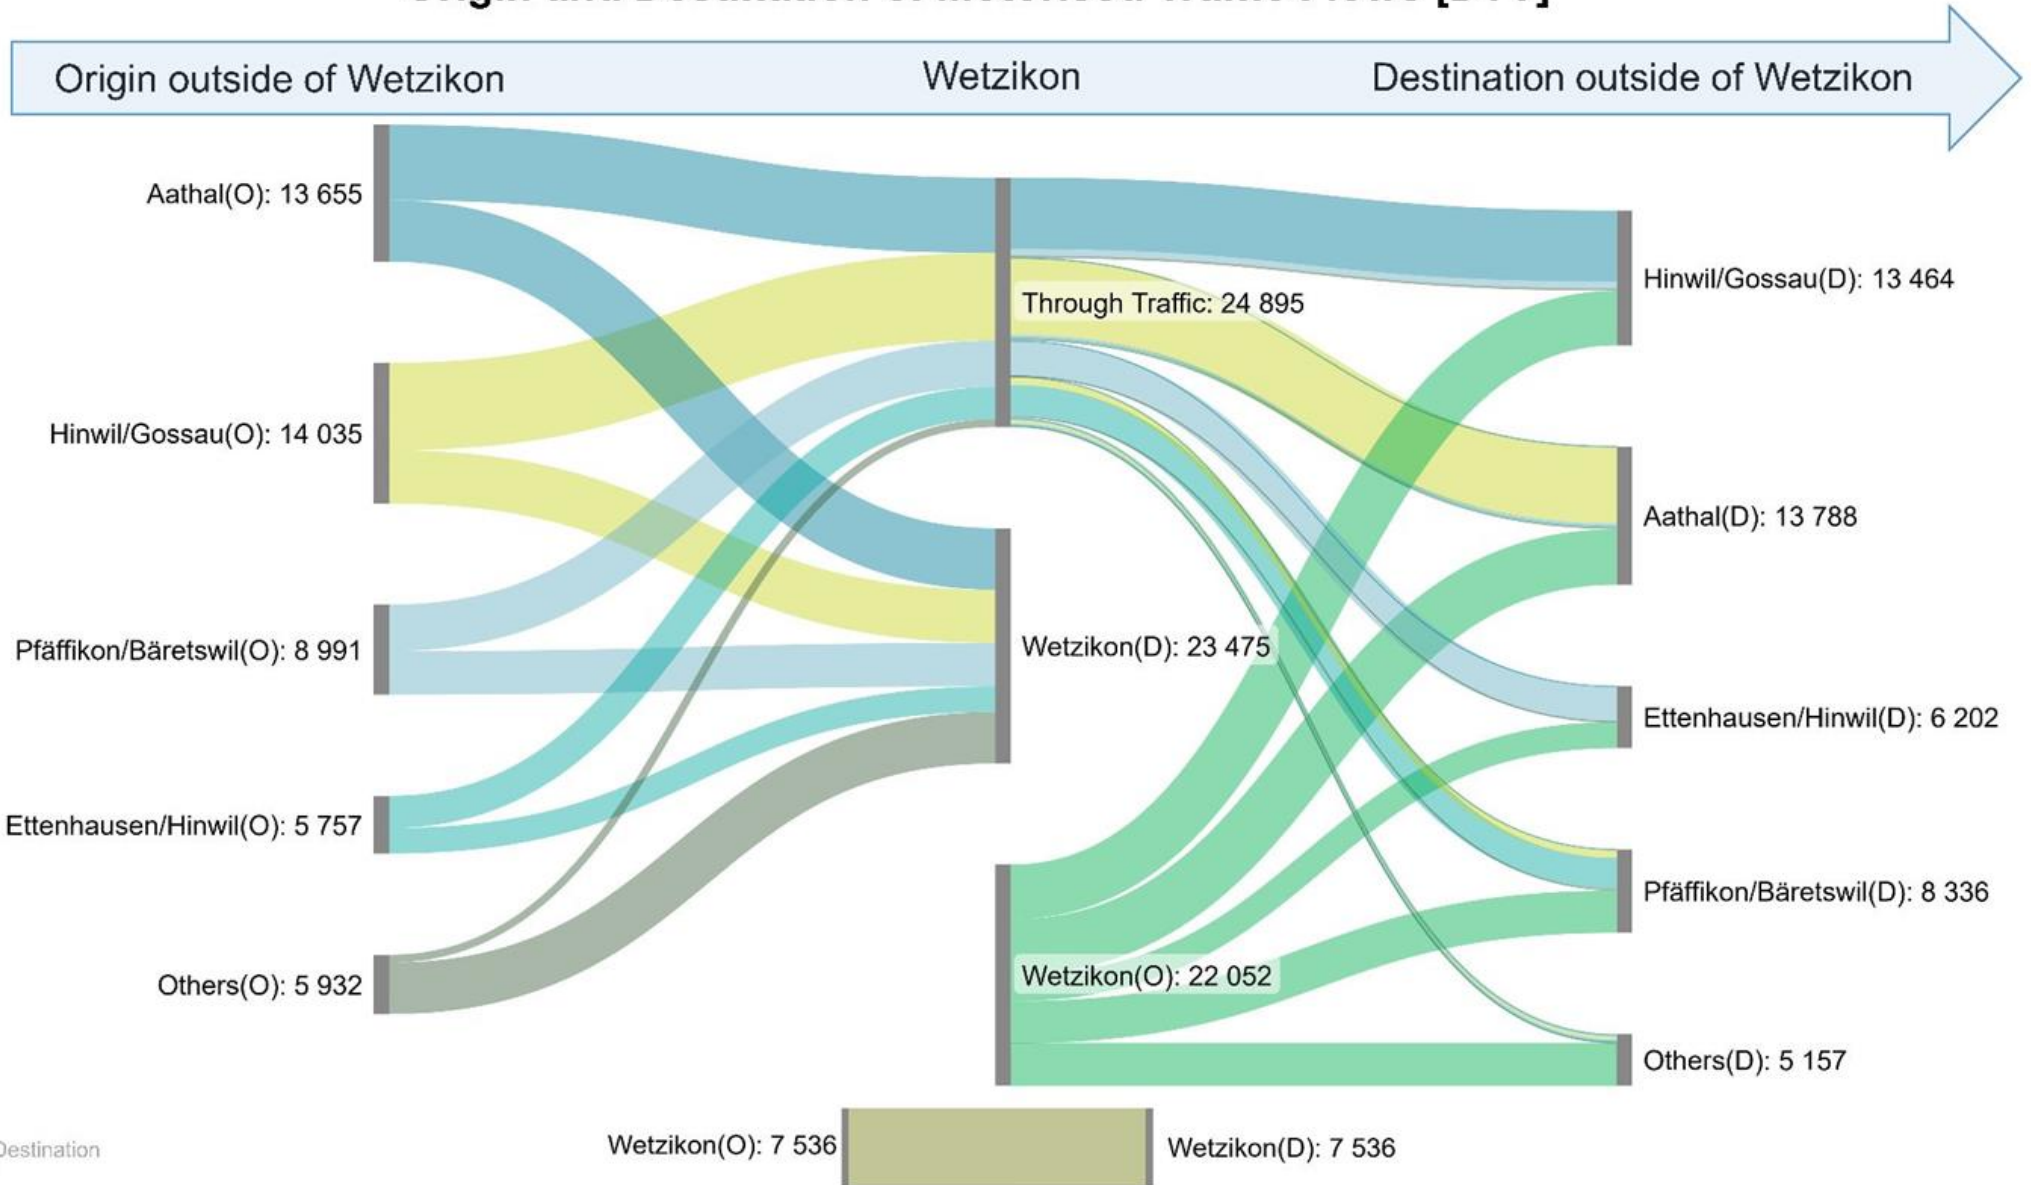 Origin outside of Wetzikon
Wetzikon
Destination outside of Wetzikon
Aathal(O): 13 655
Hinwil/Gossau(O): 14 035
Pfäffikon/Bäretswil(O): 8 991
Ettenhausen/Hinwil(O): 5 757
Others(O): 5 932
Through Traffic: 24 895
Wetzikon(D): 23 475
Wetzikon(O): 22 052
Hinwil/Gossau(D): 13 464
Aathal(D): 13 788
Ettenhausen/Hinwil(D): 6 202
Pfäffikon/Bäretswil(D): 8 336
Others(D): 5 157
Wetzikon(O): 7 536
Wetzikon(D): 7 536
Destination